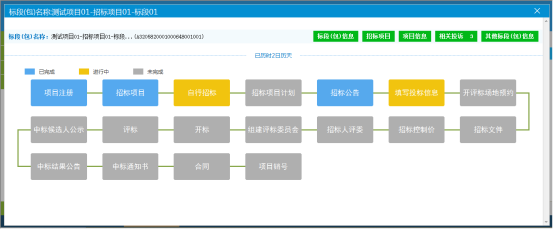 标段(包)名称:测试项目01-招标项目01-标段01
标段(包)名称: 测试项目01-招标项目01-标段...(A3206820001000848001001)
标段(包)信息 招标项目 项目信息 相关投诉 3 其他标段(包)信息
已历时2日历天
已完成 进行中 未完成
项目注册 招标项目 自行招标 招标项目计划 招标公告 填写投标信息 开评标场地预约
中标候选人公示 评标 开标 组建评标委员会 招标人评委 招标控制价 招标文件
中标结果公告 中标通知书 合同 项目销号